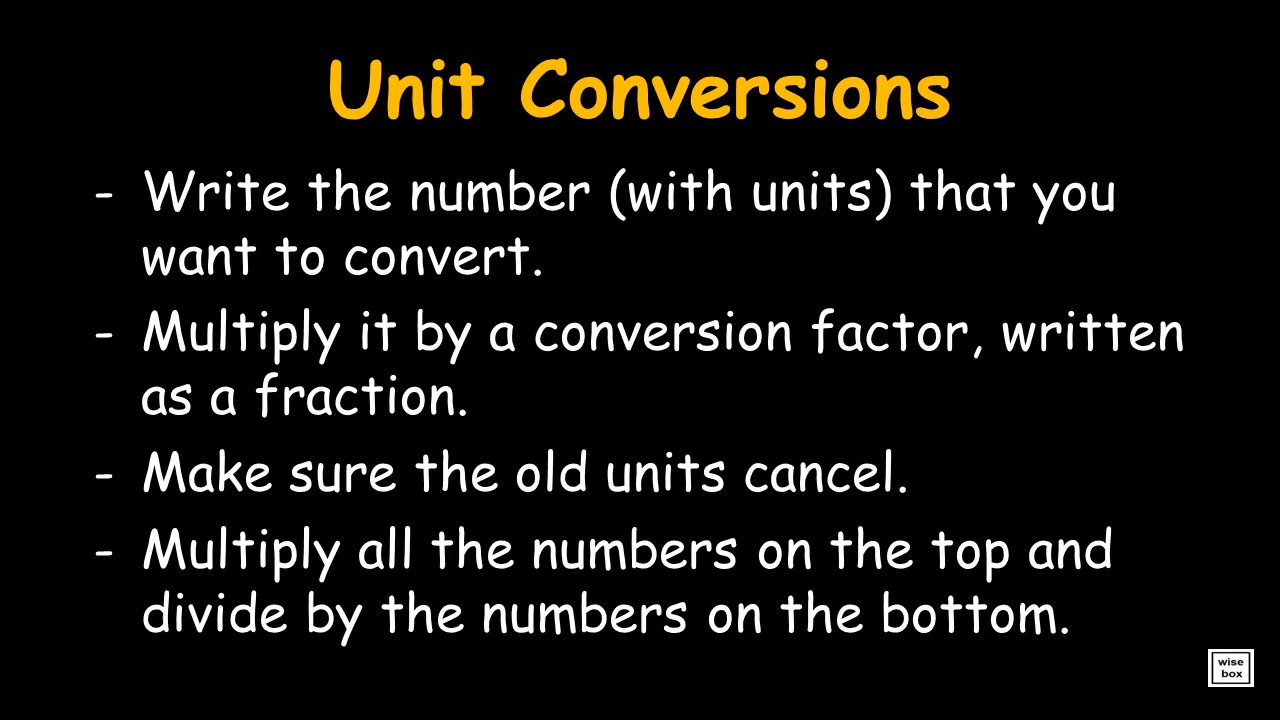 Unit Conversions
- Write the number (with units) that you
want to convert.
- Multiply it by a conversion factor, written
as a fraction.
- Make sure the old units cancel.
- Multiply all the numbers on the top and
divide by the numbers on the bottom.
wise
box